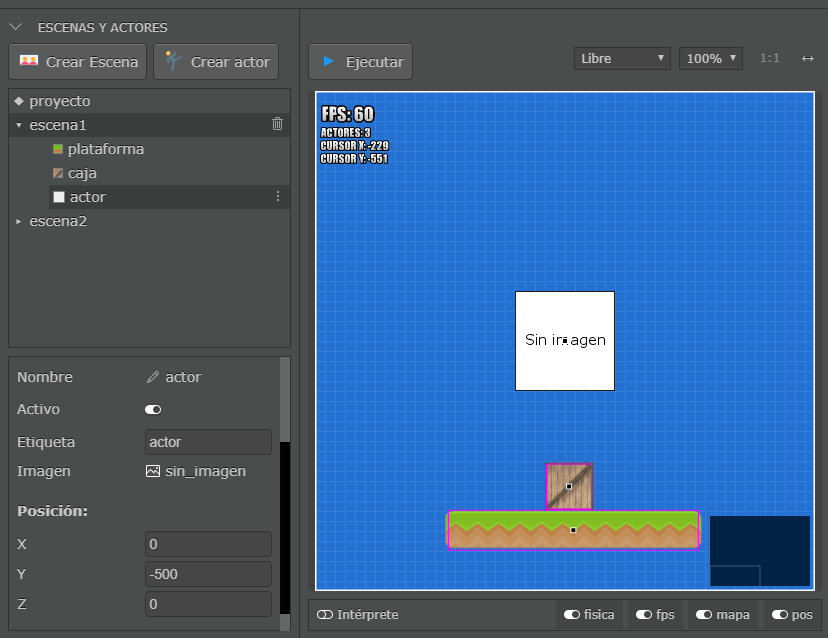 ESCENAS Y ACTORES
Crear Escena
Crear actor
proyecto
escena1
plataforma
caja
actor
escena2
Nombre
actor
Activo
Etiqueta
actor
Imagen
sin_imagen
Posición:
X
0
Y
-500
Z
0
Ejecutar
Libre
100%
1:1
FPS: 60
ACTORES: 3
CURSOR X: -229
CURSOR Y: -551
Sin imagen
Intérprete
fisica
fps
mapa
pos